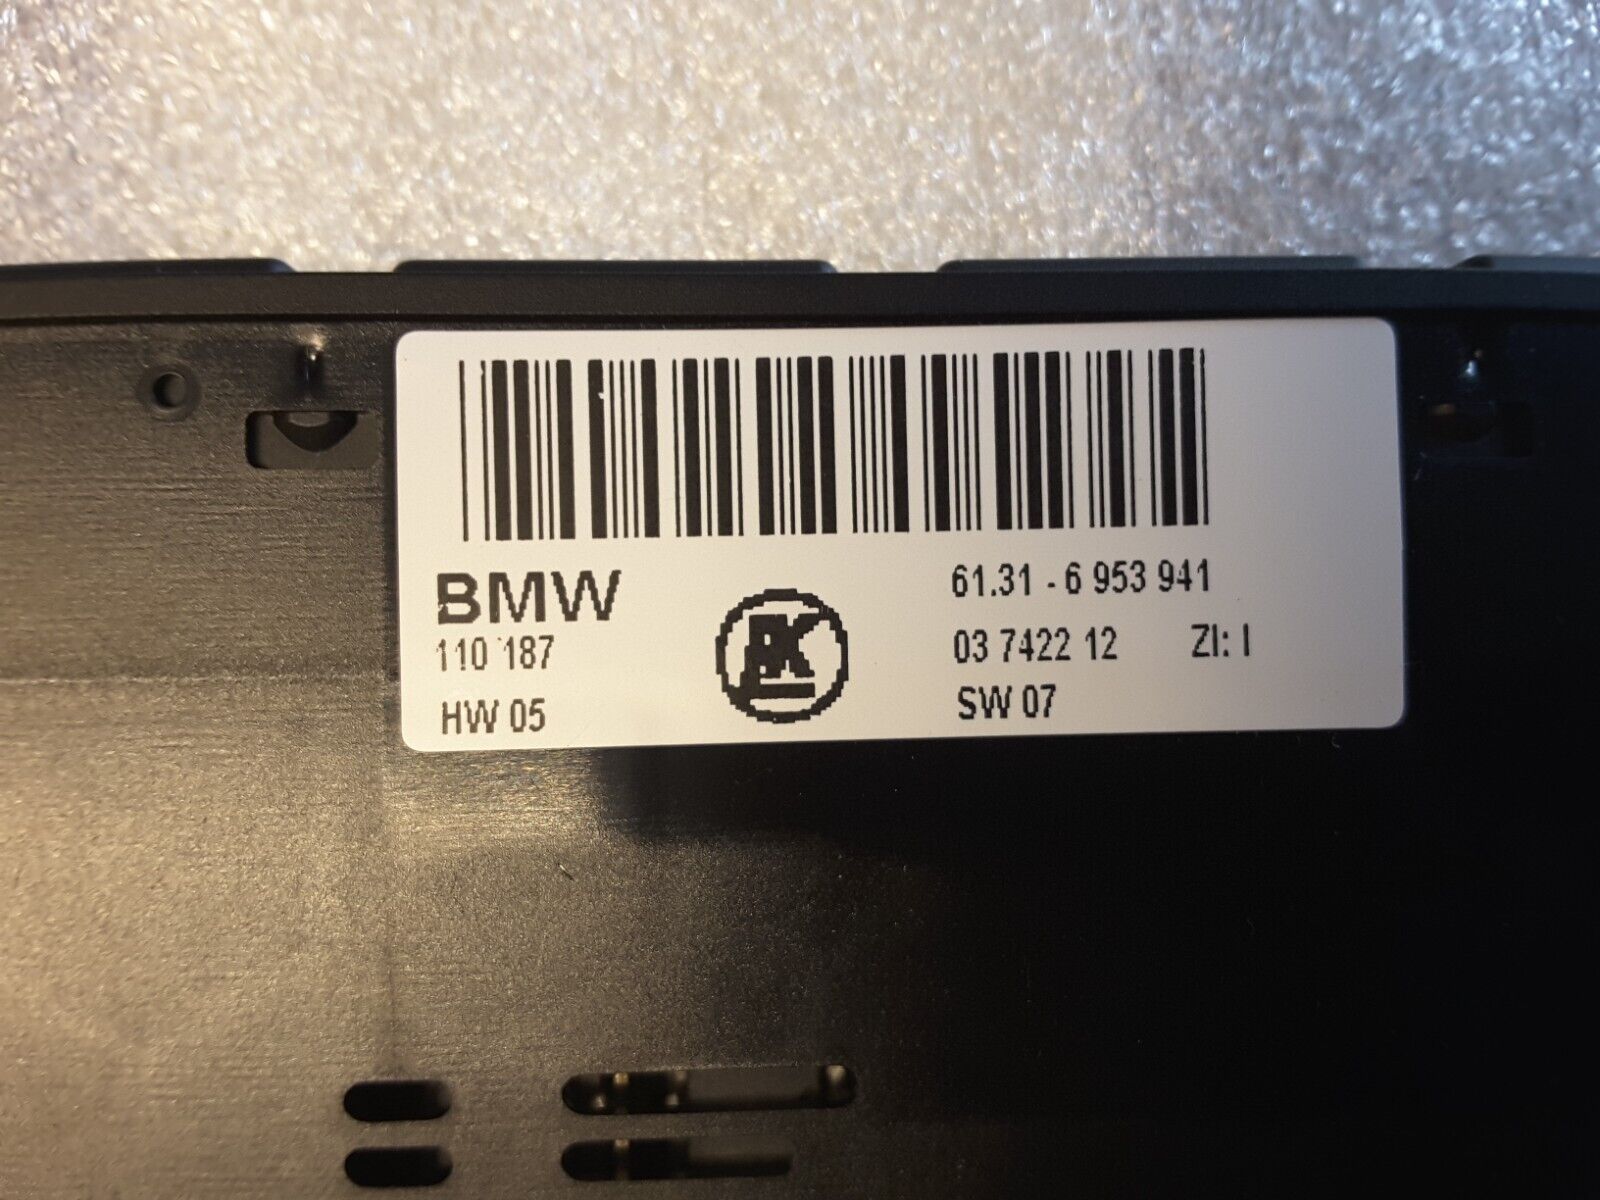 BMW 61.31 - 6 953 941
110 187 03 7422 12 ZI: I
HW 05 SW 07